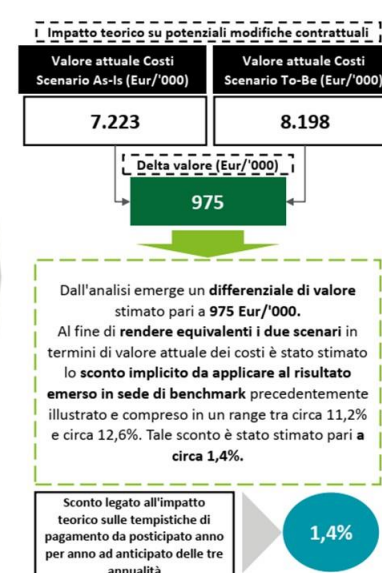 Impatto teorico su potenziali modifiche contrattuali
Valore attuale Costi
Scenario As-Is (Eur/'000)
Valore attuale Costi
Scenario To-Be (Eur/'000)
7.223
8.198
Delta valore (Eur/'000)
975
Dall'analisi emerge un differenziale di valore
stimato pari a 975 Eur/'000.
Al fine di rendere equivalenti i due scenari in
termini di valore attuale dei costi è stato stimato
lo sconto implicito da applicare al risultato
emerso in sede di benchmark precedentemente
illustrato e compreso in un range tra circa 11,2%
e circa 12,6%. Tale sconto è stato stimato pari a
circa 1,4%.
Sconto legato all'impatto
teorico sulle tempistiche di
pagamento da posticipato anno
per anno ad anticipato delle tre
annualità
1,4%